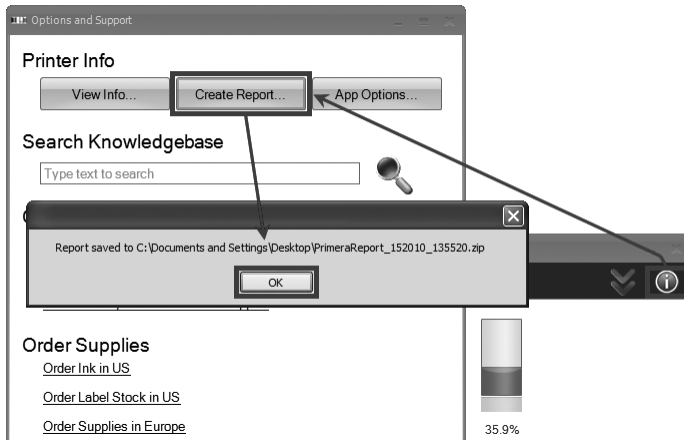 Options and Support
Printer Info
View Info...
Create Report...
App Options...
Search Knowledgebase
Type text to search
Report saved to C:\Documents and Settings\Desktop\PrimeraReport_152010_135520.zip
OK
Order Supplies
Order Ink in US
Order Label Stock in US
Order Supplies in Europe
35.9%